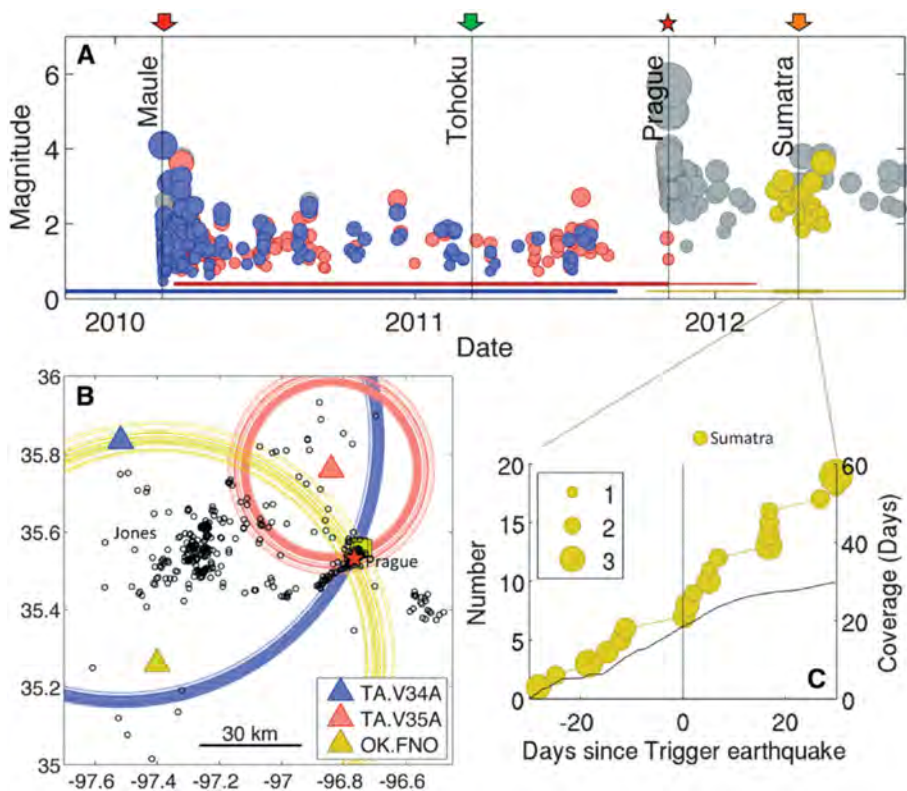 A
Magnitude
6
4
2
0
Maule
Tohoku
Prague
Sumatra
2010
2011
2012
Date
B
36
35.8
35.6
35.4
35.2
35
Jones
Prague
TA.V34A
TA.V35A
OK.FNO
30 km
-97.6
-97.4
-97.2
-97
-96.8
-96.6
Sumatra
Number
20
15
10
5
0
1
2
3
60
40
20
0
Coverage (Days)
C
-20
0
20
Days since Trigger earthquake